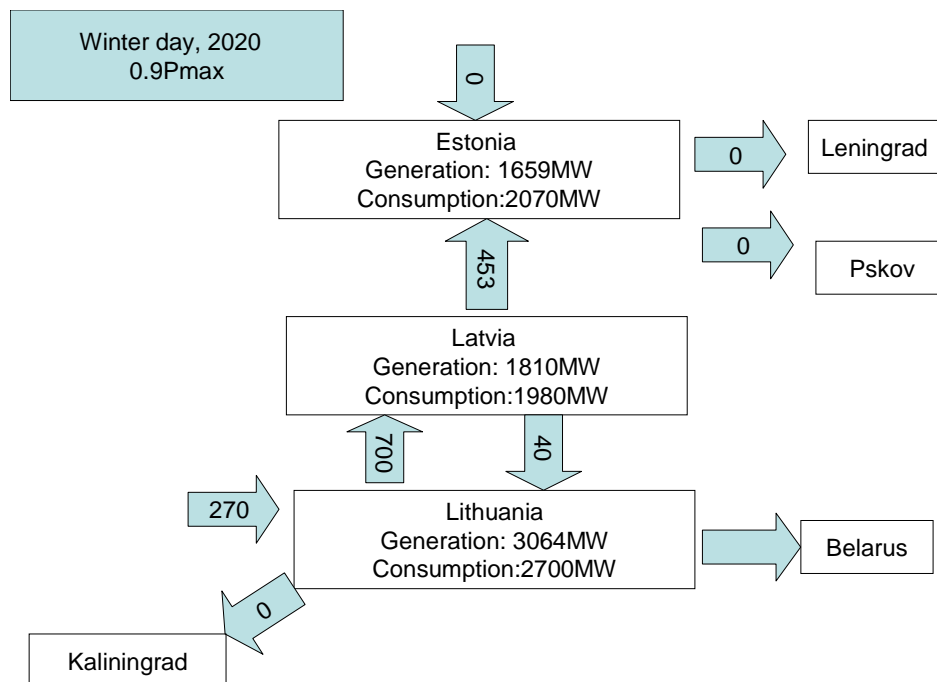 Winter day, 2020
0.9Pmax
0
Estonia
Generation: 1659MW
Consumption:2070MW
0
Leningrad
0
Pskov
453
Latvia
Generation: 1810MW
Consumption:1980MW
700
40
270
Lithuania
Generation: 3064MW
Consumption:2700MW
Belarus
0
Kaliningrad